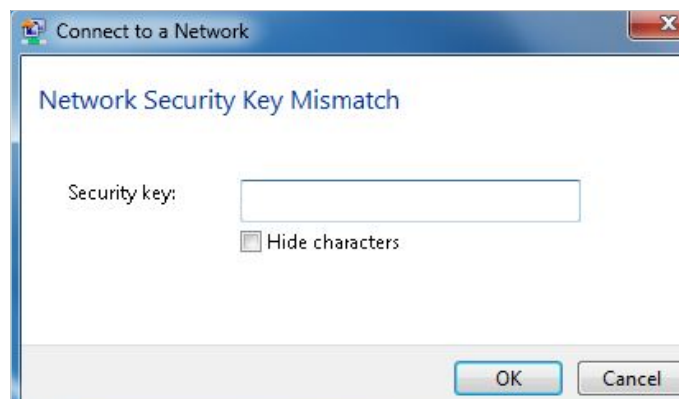 Connect to a Network
Network Security Key Mismatch
Security key:
Hide characters
OK Cancel